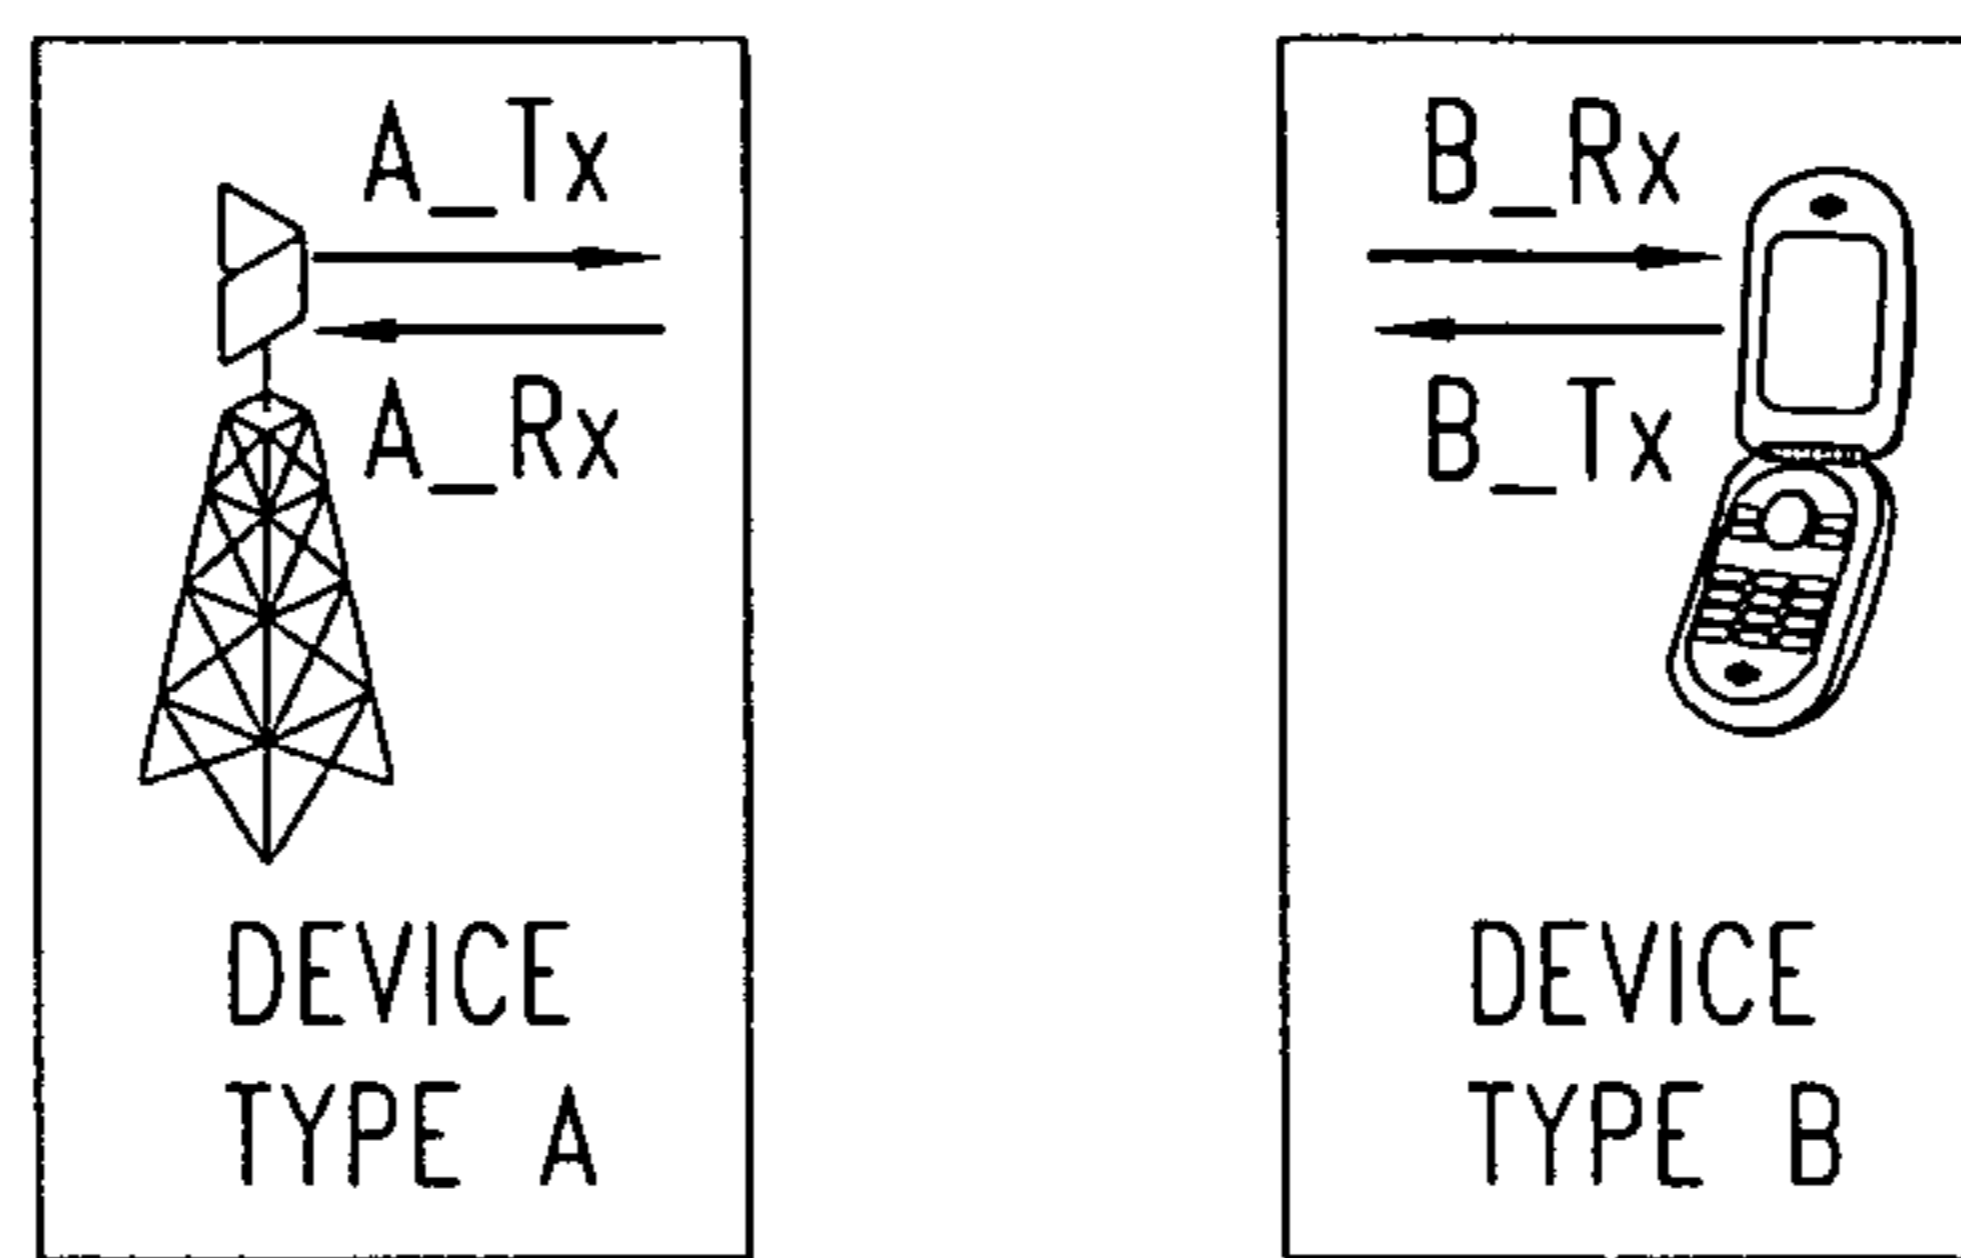 A_Tx
A_Rx
DEVICE
TYPE A
B_Rx
B_Tx
DEVICE
TYPE B